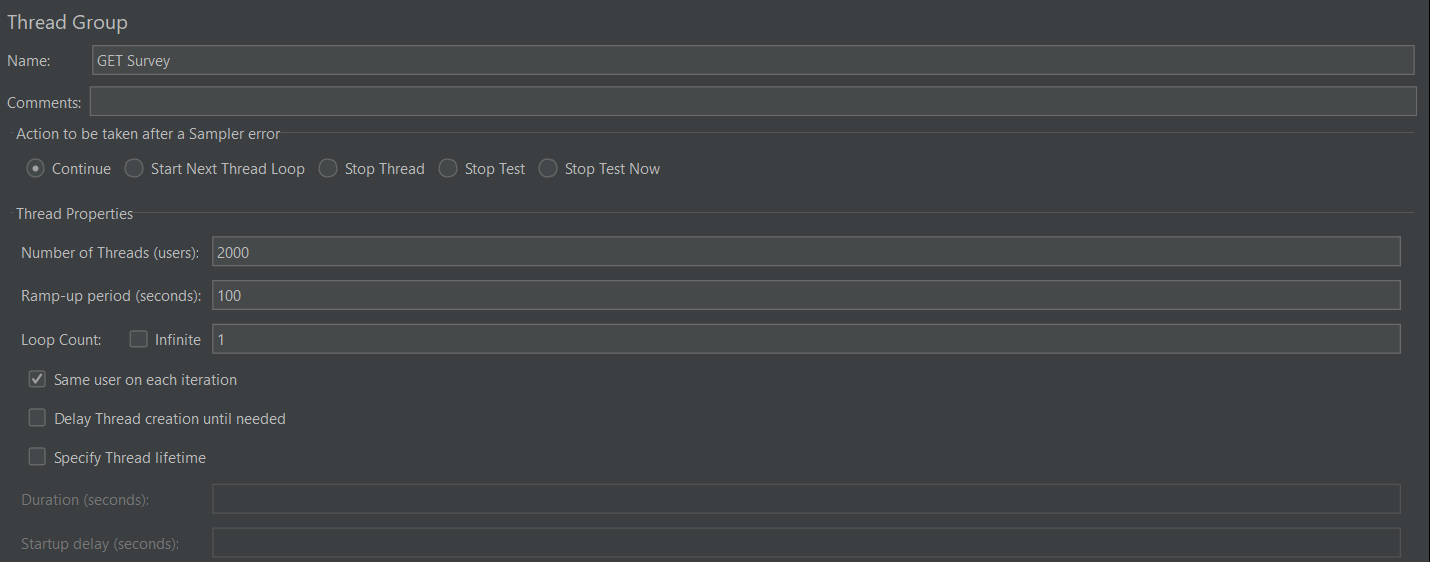 Thread Group
Name: GET Survey
Comments:
Action to be taken after a Sampler error
Continue Start Next Thread Loop Stop Thread Stop Test Stop Test Now
Thread Properties
Number of Threads (users): 2000
Ramp-up period (seconds): 100
Loop Count: Infinite 1
Same user on each iteration
Delay Thread creation until needed
Specify Thread lifetime
Duration (seconds):
Startup delay (seconds):